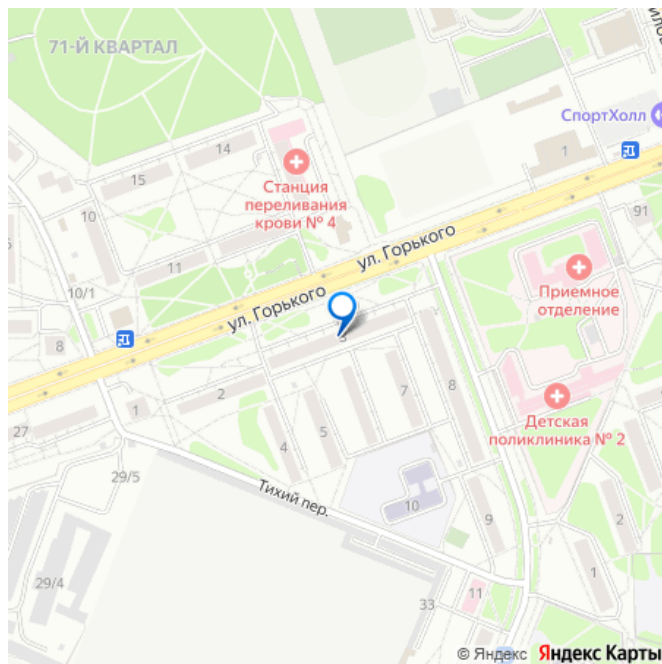 71-Й КВАРТАЛ
СпортХолл
14
1
15
Станция
переливания
крови № 4
10
91
ул. Горького
11
Приемное
отделение
10/1
ул. Горького
3
8
7
8
2
1
Детская
поликлиника № 2
27
4
5
29/5
Тихий пер.
10
9
2
29/4
1
11
33
© Яндекс Яндекс Карты